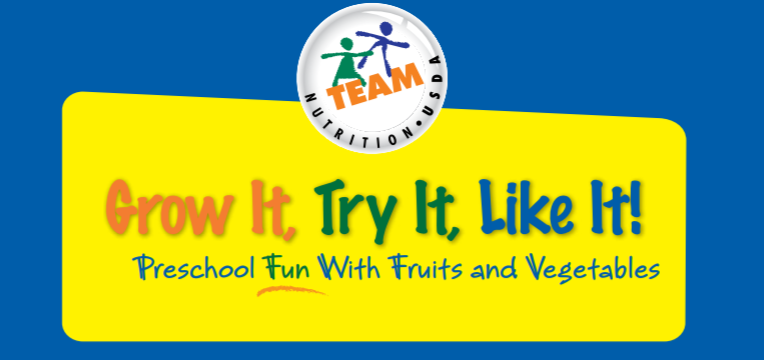 TEAM
NUTRITION • USDA
Grow It, Try It, Like It!
Preschool Fun With Fruits and Vegetables